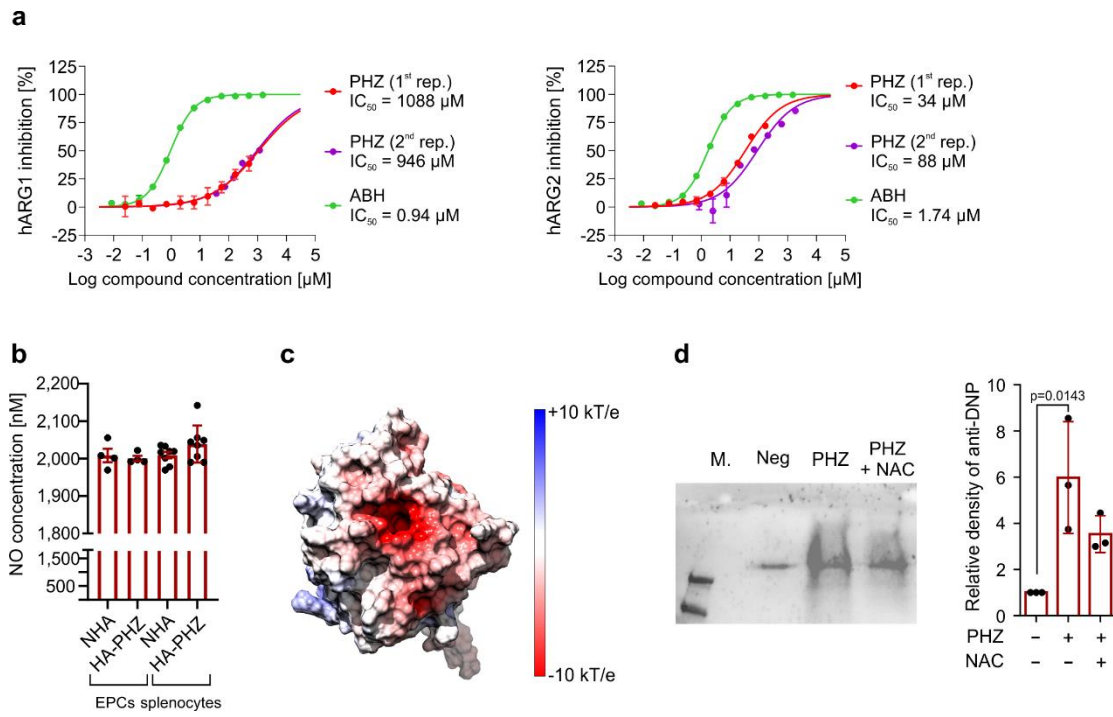 a
125
100
75
50
25
0
-25
hARG1 inhibition [%]
-3 -2 -1 0 1 2 3 4 5
Log compound concentration [µM]
PHZ (1st rep.)
IC50 = 1088 µM
PHZ (2nd rep.)
IC50 = 946 µM
ABH
IC50 = 0.94 µM
125
100
75
50
25
0
-25
hARG2 inhibition [%]
-3 -2 -1 0 1 2 3 4 5
Log compound concentration [µM]
PHZ (1st rep.)
IC50 = 34 µM
PHZ (2nd rep.)
IC50 = 88 µM
ABH
IC50 = 1.74 µM
b
2,200
2,100
2,000
1,900
1,800
1,500
1,000
500
NO concentration [nM]
NHA
HA-PHZ
NHA
HA-PHZ
EPCs splenocytes
c
+10 kT/e
-10 kT/e
d
M. Neg PHZ PHZ
+ NAC
10
8
6
4
2
0
Relative density of anti-DNP
p=0.0143
PHZ − + +
NAC − − +